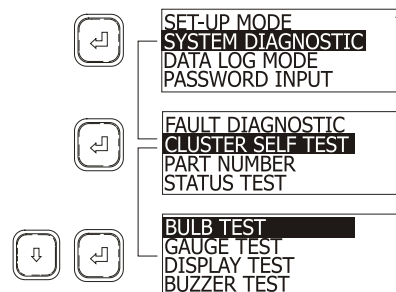 SET-UP MODE
SYSTEM DIAGNOSTIC
DATA LOG MODE
PASSWORD INPUT
FAULT DIAGNOSTIC
CLUSTER SELF TEST
PART NUMBER
STATUS TEST
BULB TEST
GAUGE TEST
DISPLAY TEST
BUZZER TEST